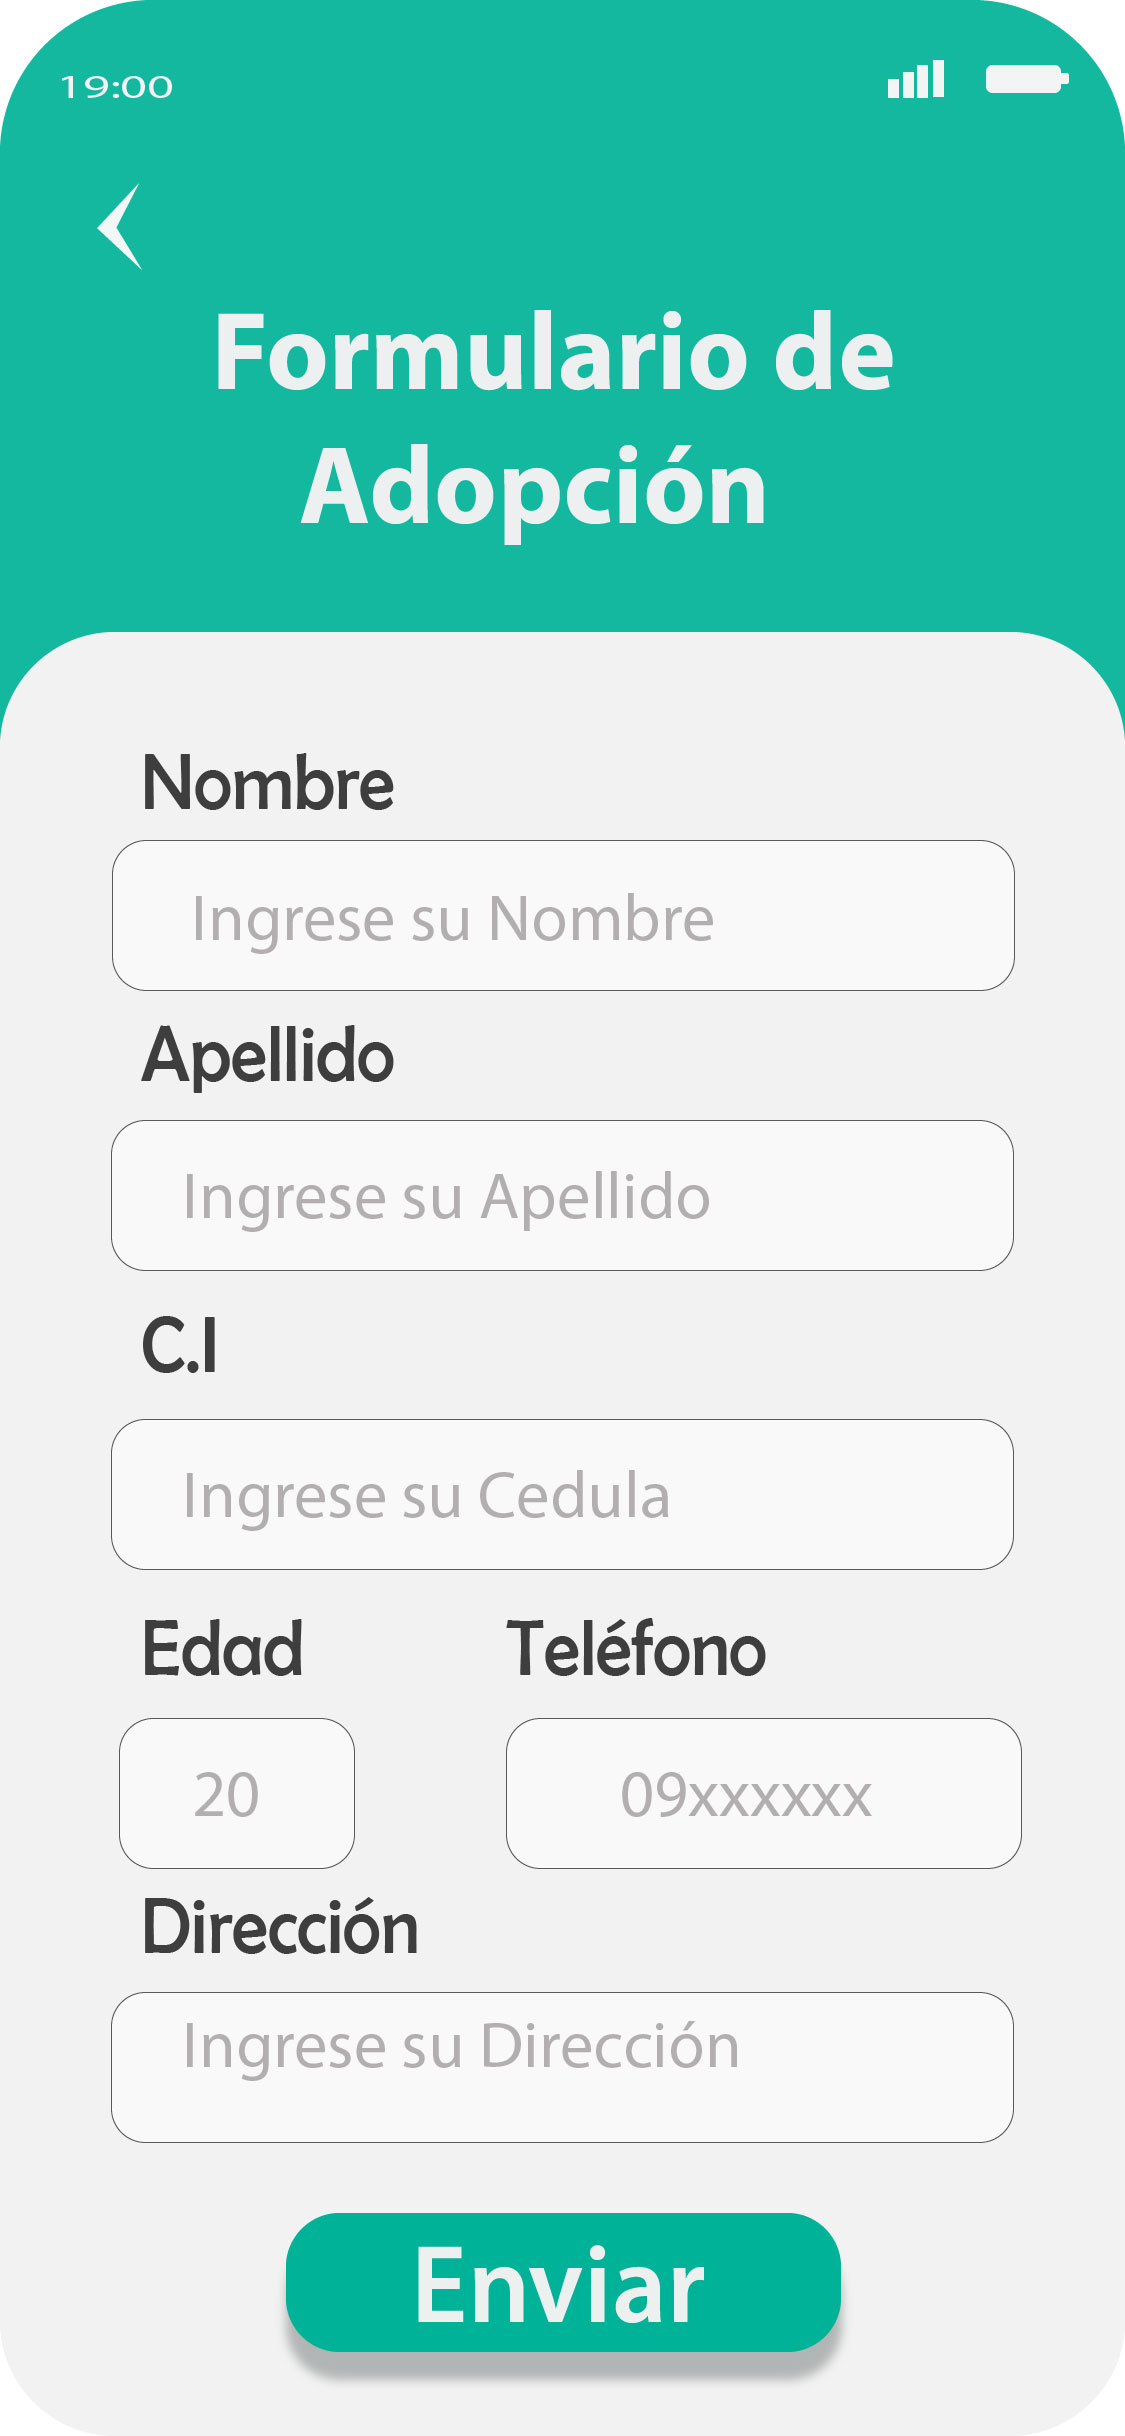 19:00
Formulario de
Adopción
Nombre
Ingrese su Nombre
Apellido
Ingrese su Apellido
C.I
Ingrese su Cedula
Edad Teléfono
20 09xxxxxx
Dirección
Ingrese su Dirección
Enviar